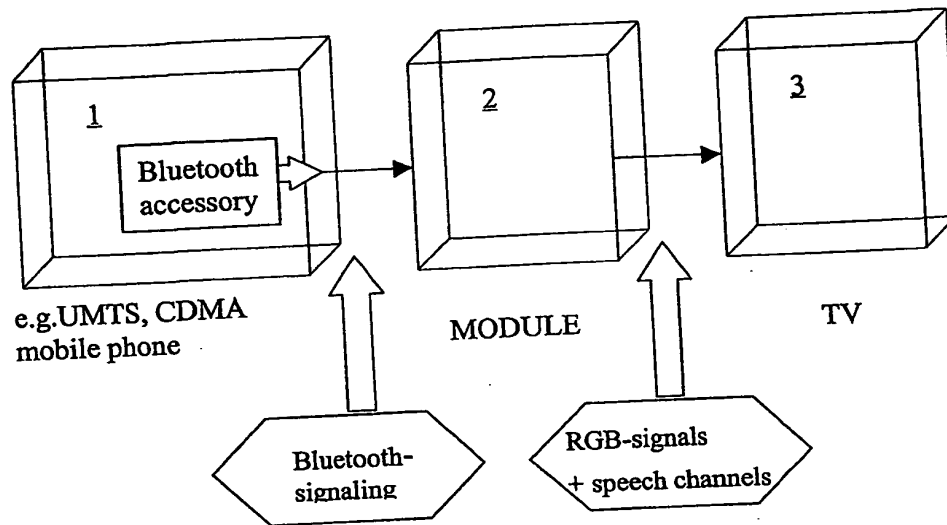 1
2
3
Bluetooth
accessory
e.g.UMTS, CDMA
mobile phone
MODULE
TV
Bluetooth-
signaling
RGB-signals
+ speech channels